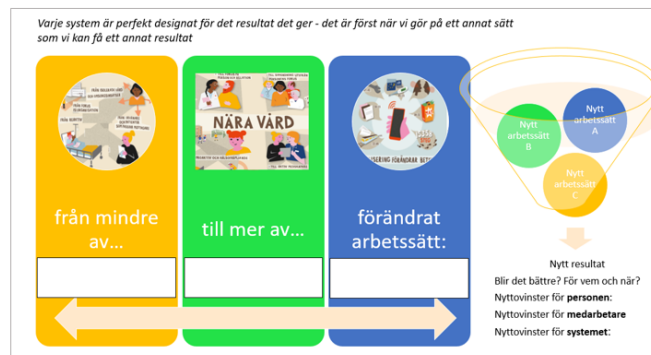 Varje system är perfekt designat för det resultat det ger - det är först när vi gör på ett annat sätt
som vi kan få ett annat resultat
från mindre
av...
NÄRA VÅRD
till mer av...
förändrat
arbetssätt:
Nytt
arbetssätt
B
Nytt
arbetssätt
A
Nytt
arbetssätt
C
Nytt resultat
Blir det bättre? För vem och när?
Nyttovinster för personen:
Nyttovinster för medarbetare
Nyttovinster för systemet: